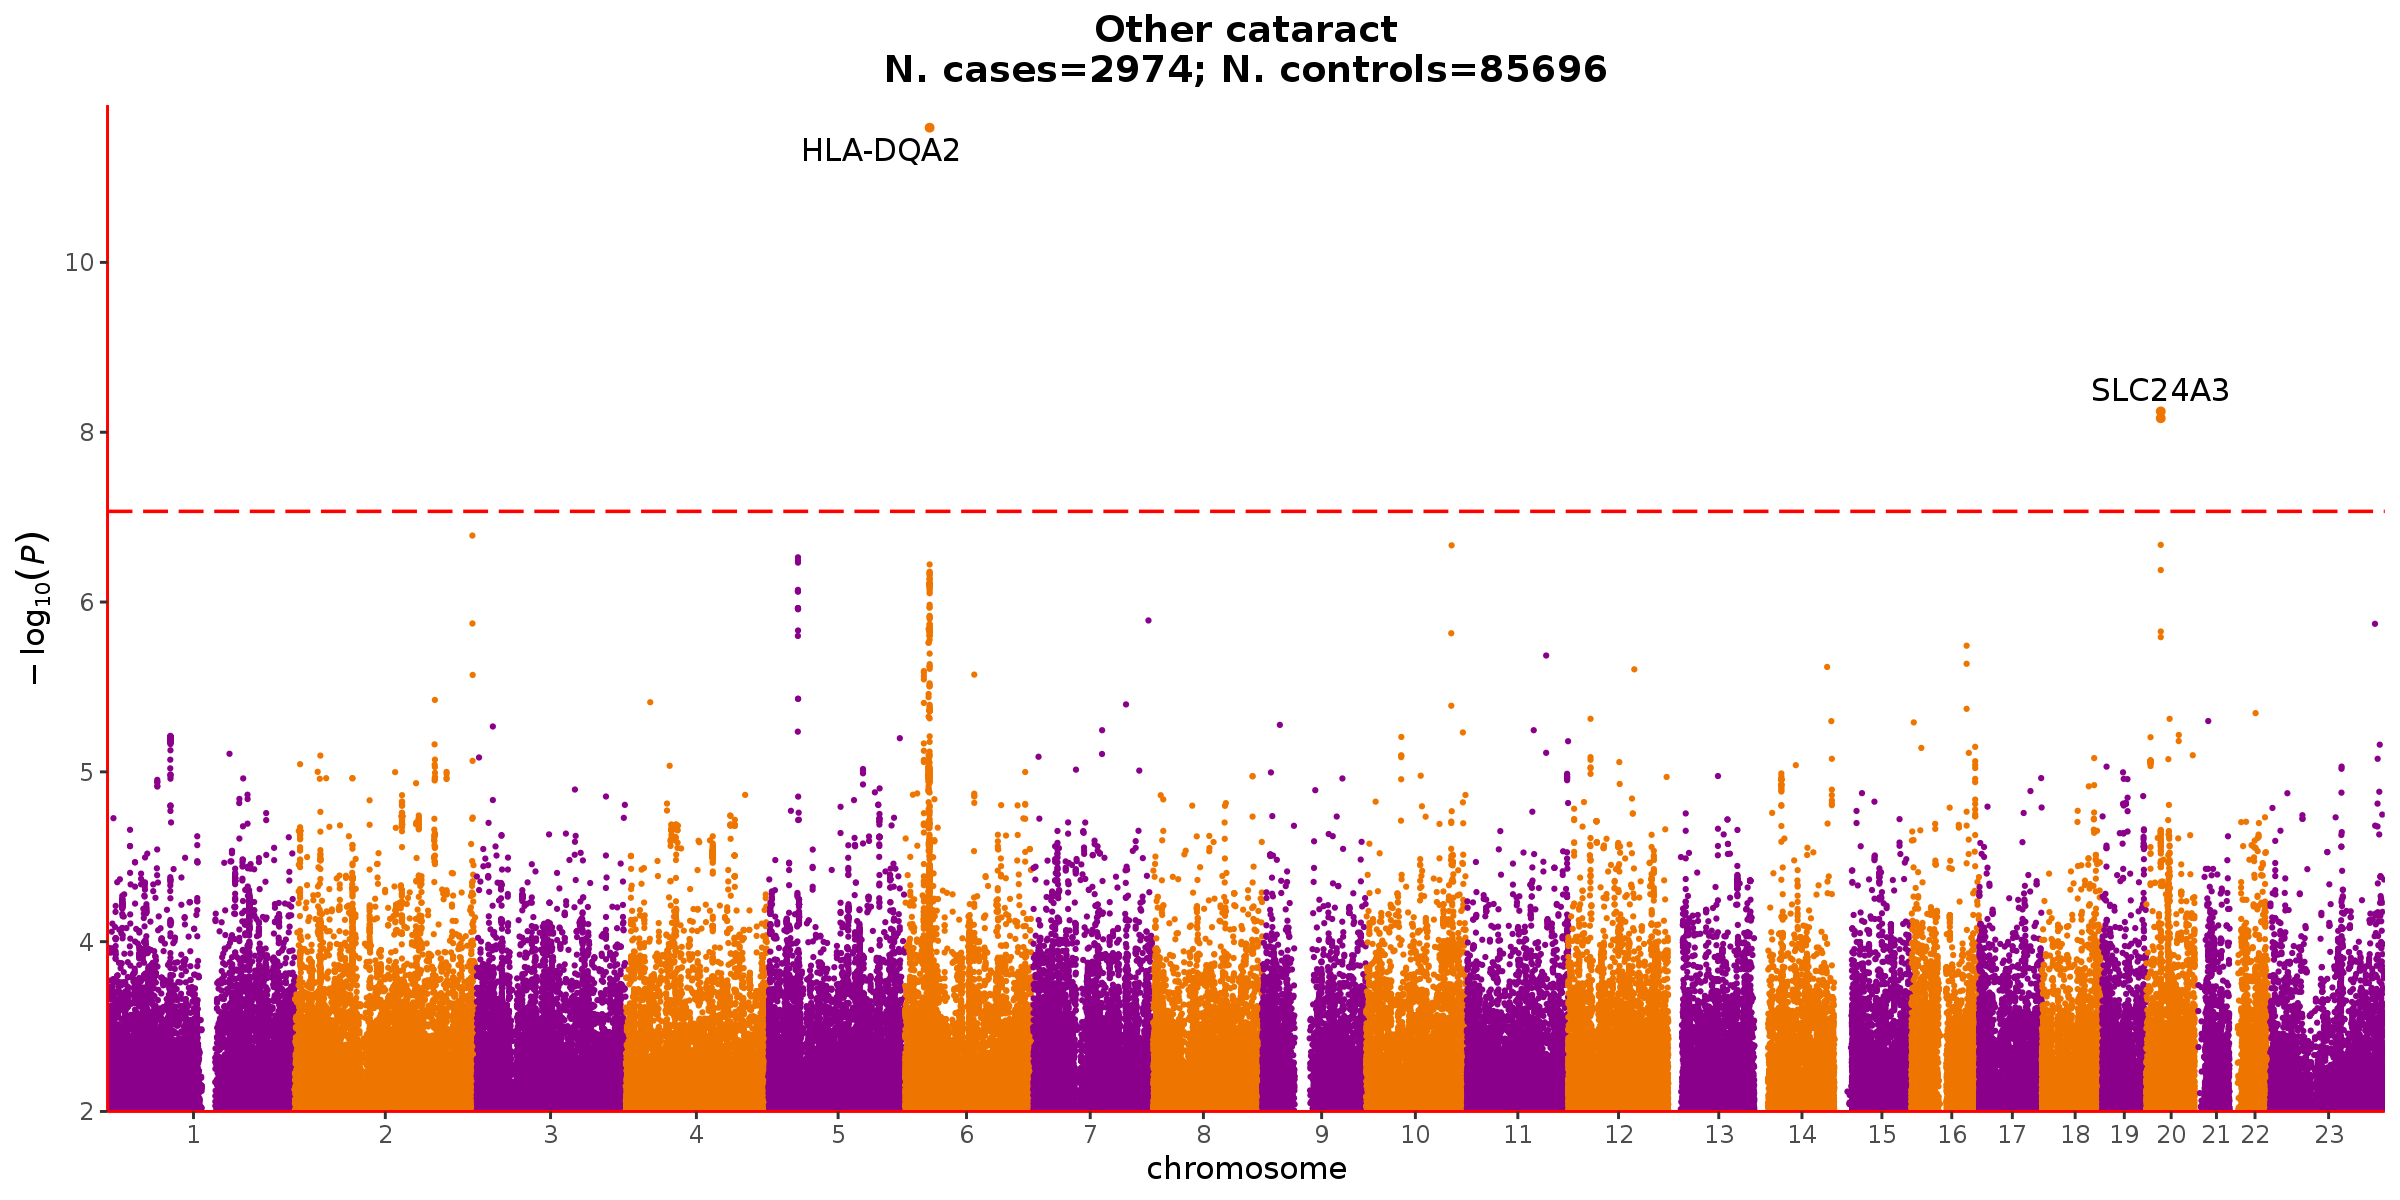 Other cataract
N. cases=2974; N. controls=85696
HLA-DQA2
SLC24A3
10
8
6
5
4
2
−log10(P)
1 2 3 4 5 6 7 8 9 10 11 12 13 14 15 16 17 18 19 20 21 22 23
chromosome